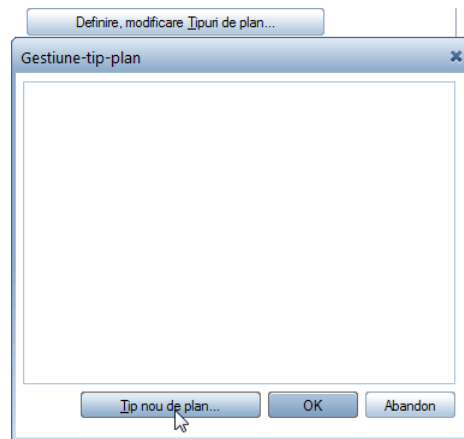 Definire, modificare Tipuri de plan...
Gestiune-tip-plan
Tip nou de plan...
OK
Abandon